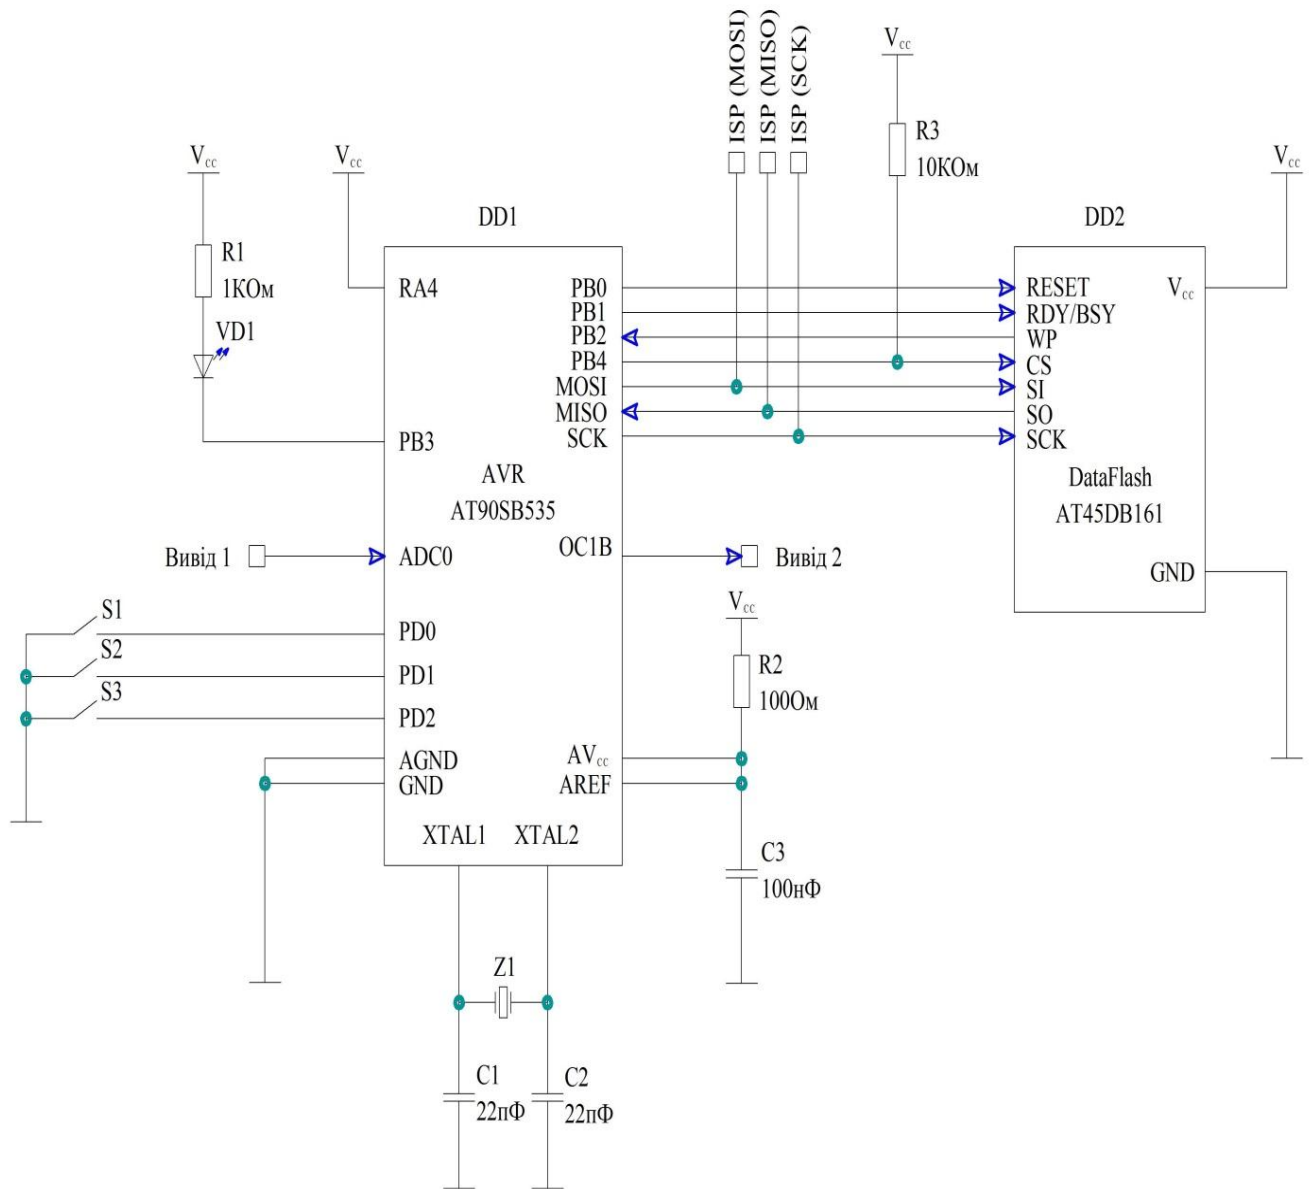 ISP (MOSI)
ISP (MISO)
ISP (SCK)
Vcc
R3
10КОм
Vcc
Vcc
Vcc
DD1
DD2
R1
1КОм
VD1
RA4
PB3
ADC0
PD0
PD1
PD2
AGND
GND
XTAL1
XTAL2
PB0
PB1
PB2
PB4
MOSI
MISO
SCK
AVR
AT90SB535
OC1B
AVcc
AREF
RESET
RDY/BSY
WP
CS
SI
SO
SCK
Vcc
DataFlash
AT45DB161
GND
Вивід 1
Вивід 2
S1
S2
S3
Vcc
R2
100Ом
C3
100нФ
Z1
C1
22пФ
C2
22пФ